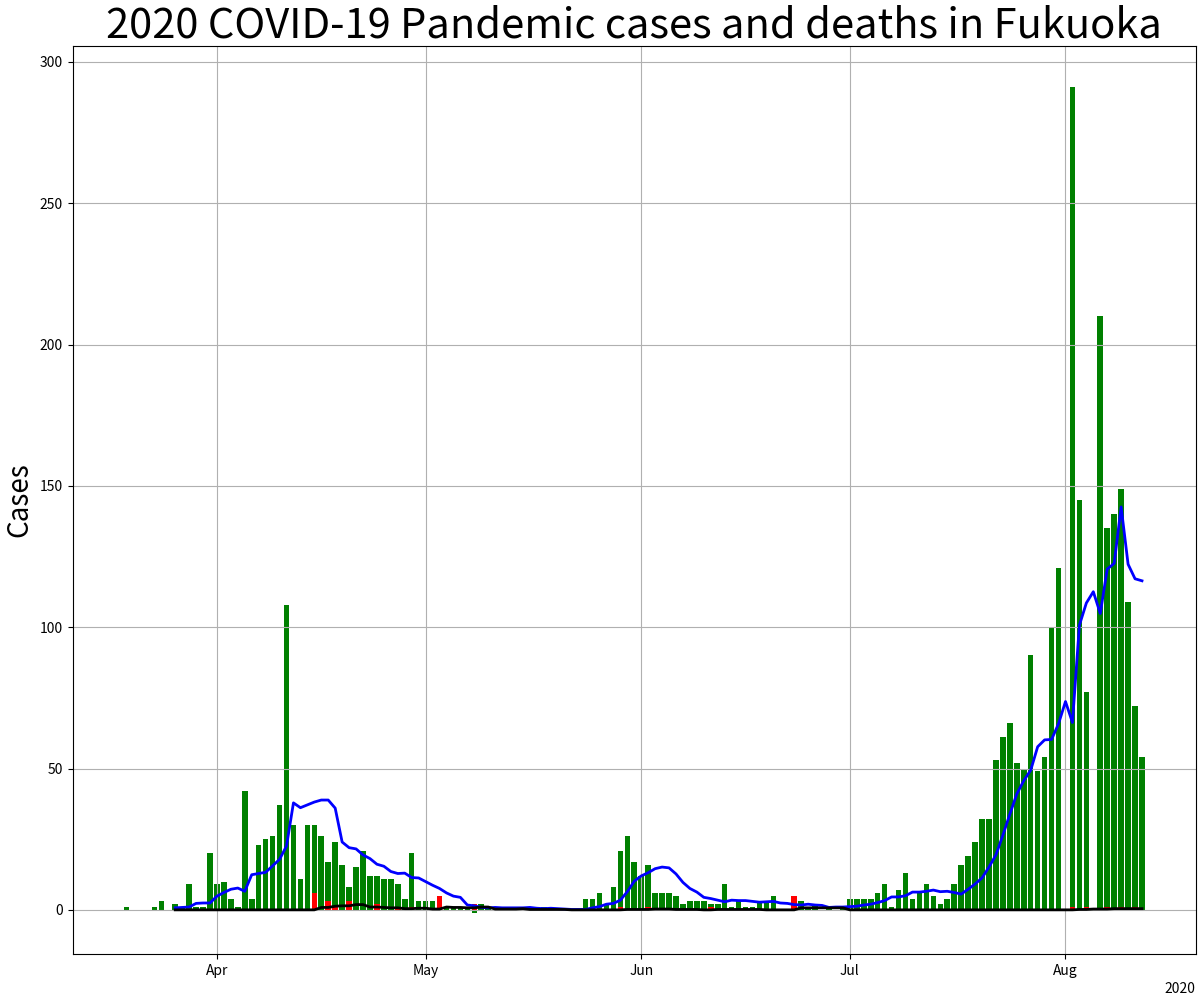 2020 COVID-19 Pandemic cases and deaths in Fukuoka
300
250
200
150
100
50
0
Cases
Apr
May
Jun
Jul
Aug
2020